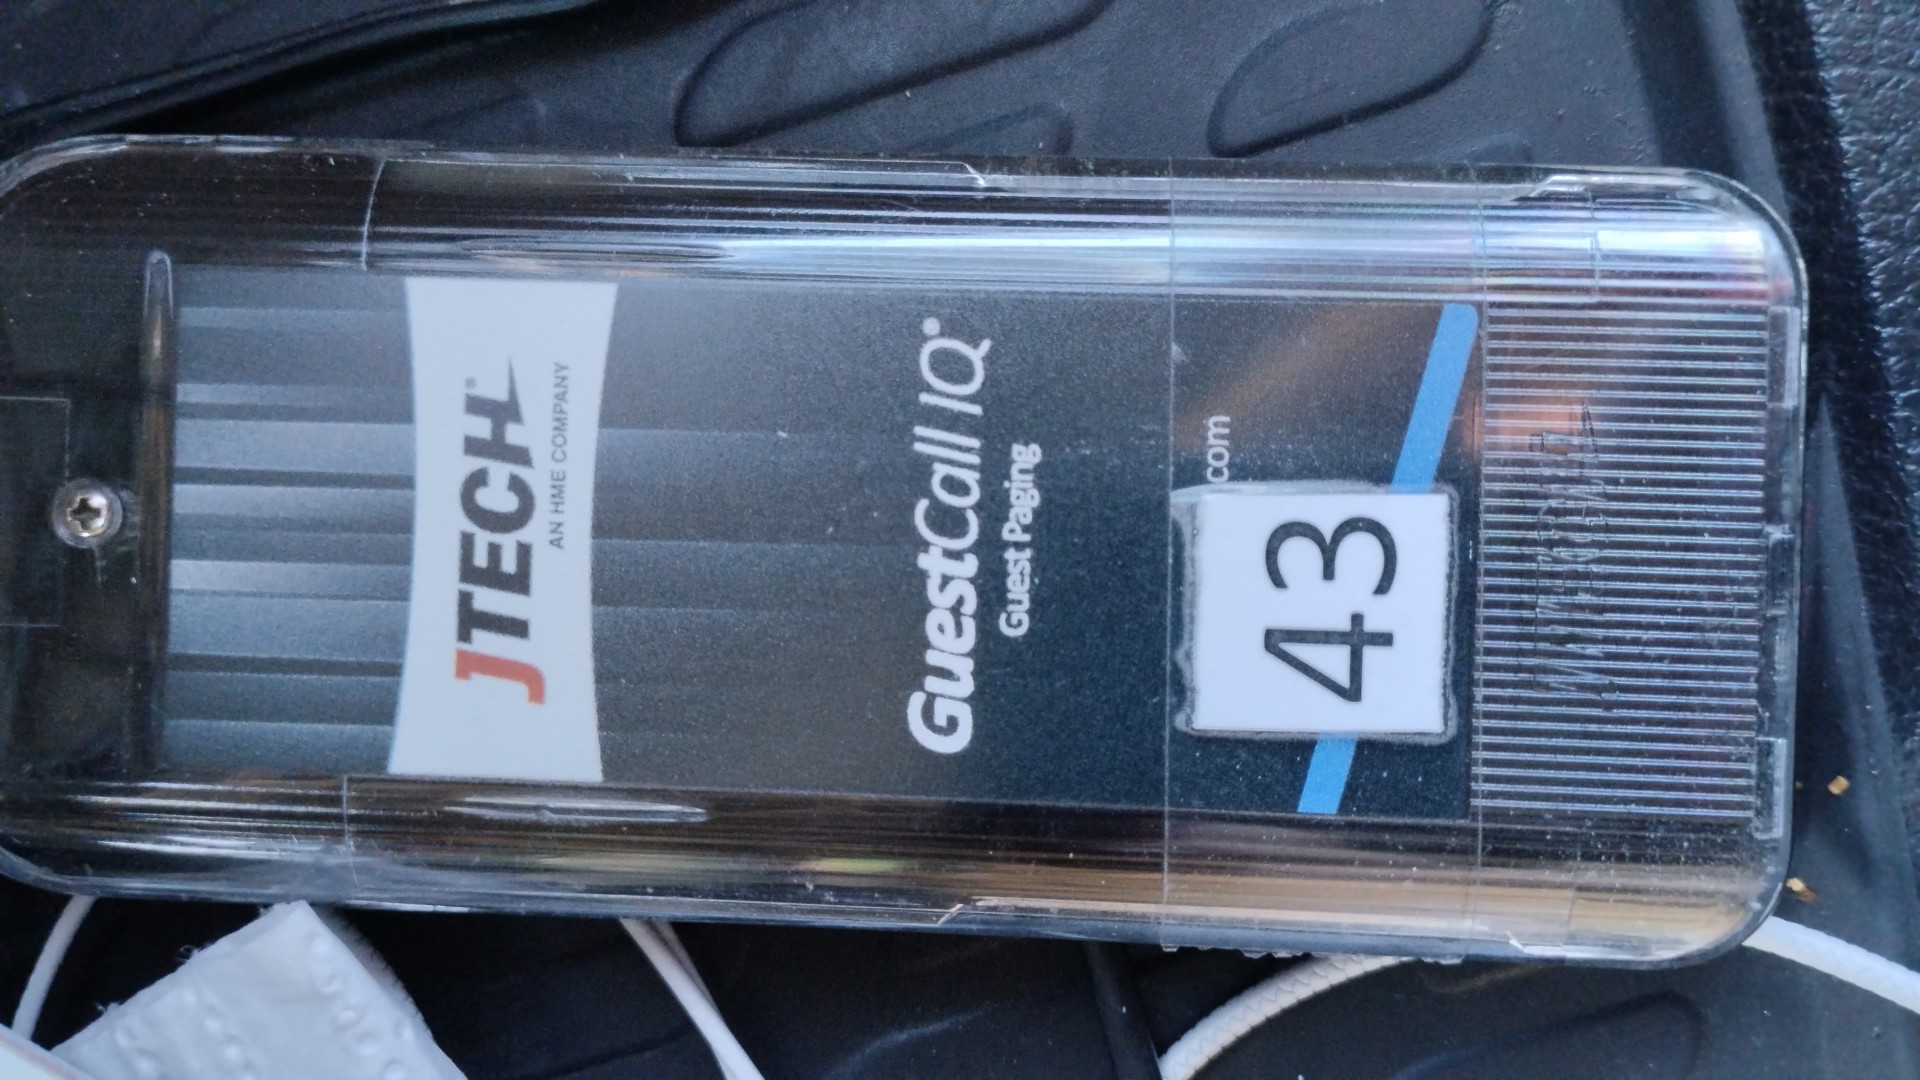 JTECH®
AN HME COMPANY
GuestCall IQ®
Guest Paging
.com
43